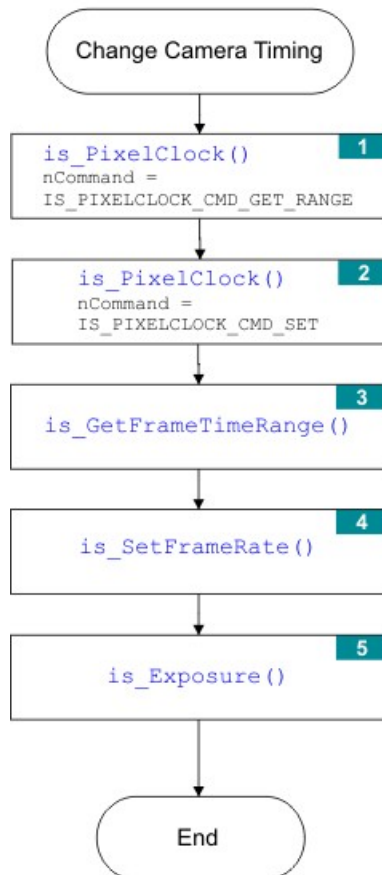 Change Camera Timing
1
is_PixelClock()
nCommand =
IS_PIXELCLOCK_CMD_GET_RANGE
2
is_PixelClock()
nCommand =
IS_PIXELCLOCK_CMD_SET
3
is_GetFrameTimeRange()
4
is_SetFrameRate()
5
is_Exposure()
End